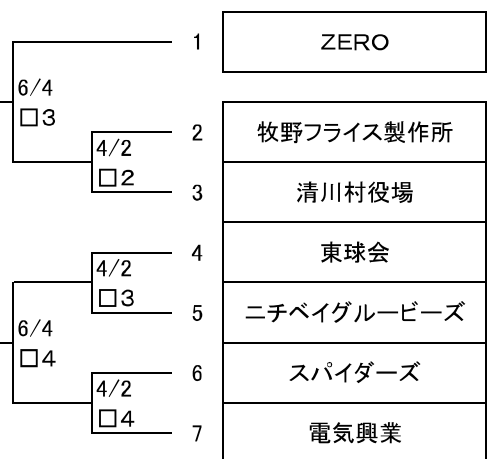 1 ZERO
6/4
□3
2 牧野フライス製作所
4/2
□2
3 清川村役場
4 東球会
4/2
□3
5 ニチベイグルービーズ
6/4
□4
6 スパイダーズ
4/2
□4
7 電気興業